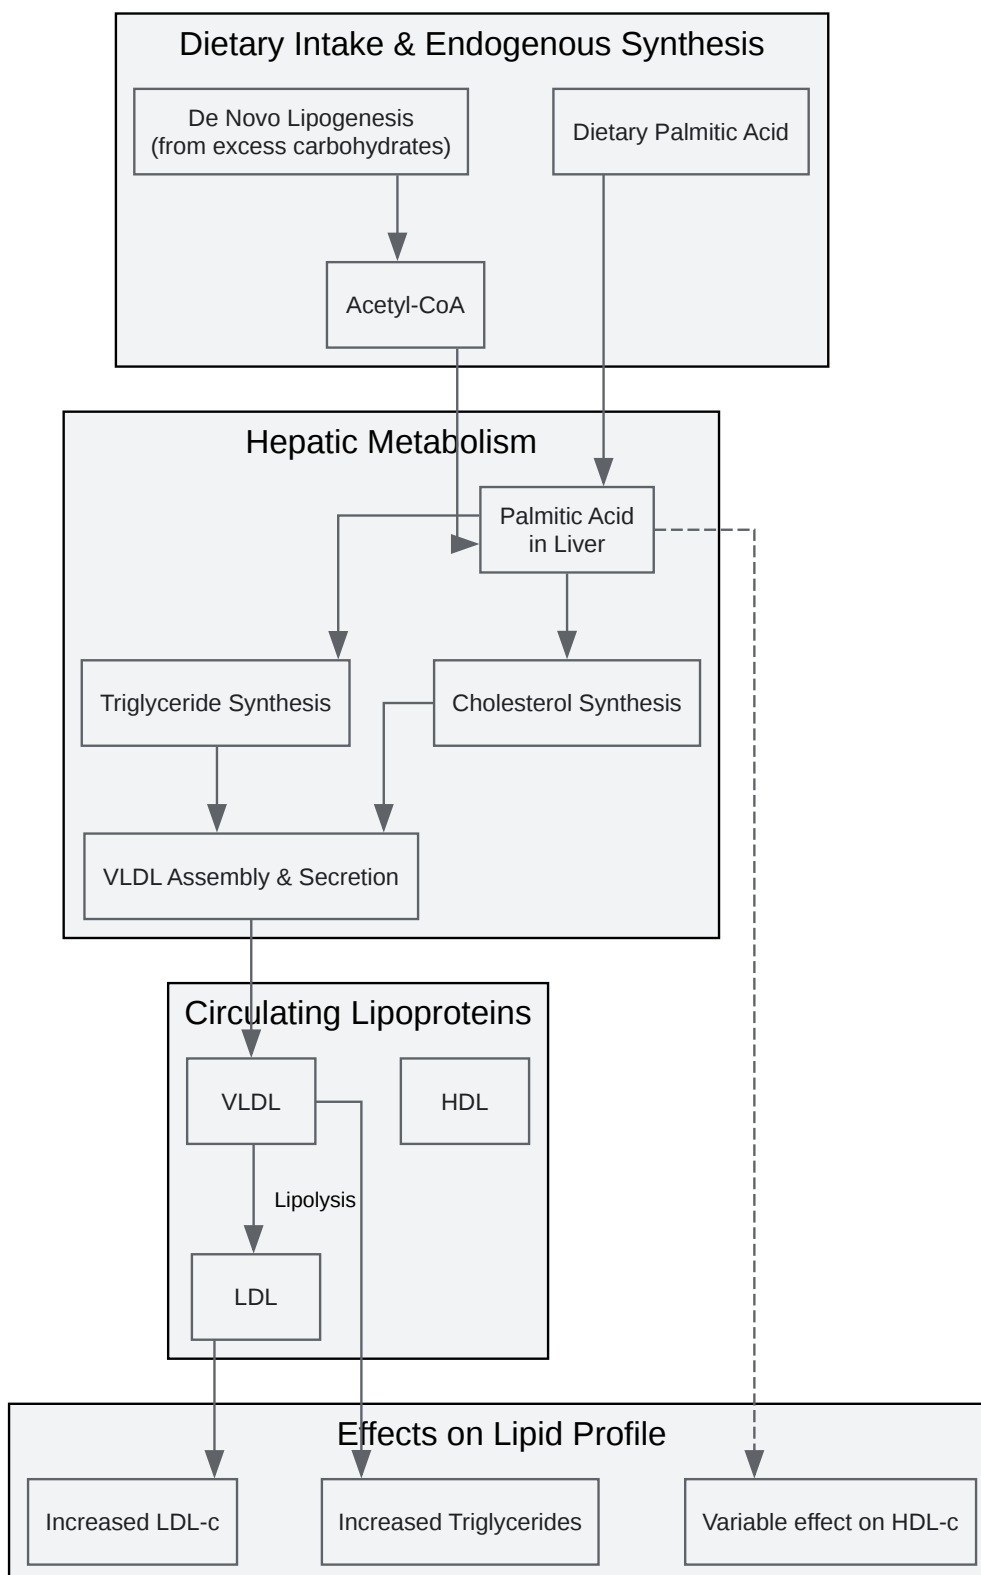 Dietary Intake & Endogenous Synthesis
De Novo Lipogenesis
(from excess carbohydrates)
Dietary Palmitic Acid
Acetyl-CoA
Hepatic Metabolism
Palmitic Acid
in Liver
Triglyceride Synthesis
Cholesterol Synthesis
VLDL Assembly & Secretion
Circulating Lipoproteins
VLDL
HDL
Lipolysis
LDL
Effects on Lipid Profile
Increased LDL-c
Increased Triglycerides
Variable effect on HDL-c